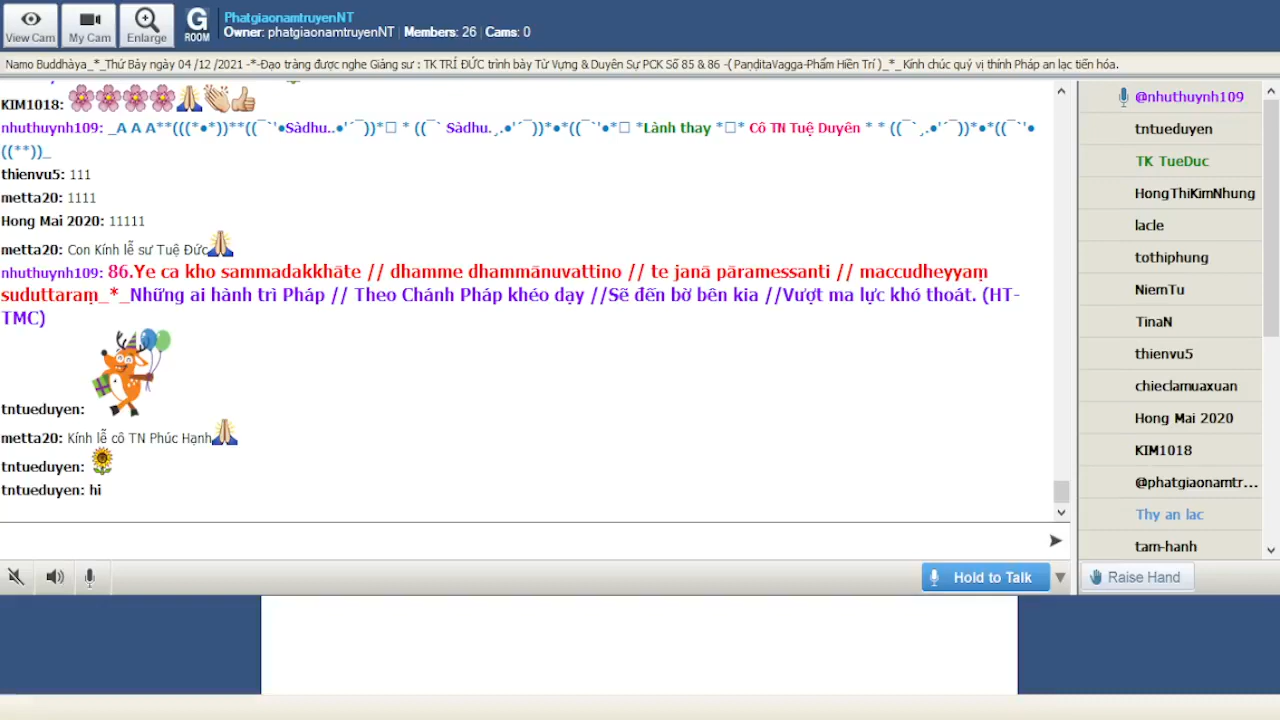 View Cam
My Cam
Enlarge
G
ROOM
PhatgiaonamtruyenNT
Owner: phatgiaonamtruyenNT | Members: 26 | Cams: 0
Namo Buddhàya_*_Thứ Bảy ngày 04 /12 /2021 -*-Đạo tràng được nghe Giảng sư : TK TRÍ ĐỨC trình bày Từ Vựng & Duyên Sự PCK Số 85 & 86 -( PaṇḍitaVagga-Phẩm Hiền Trí )_*_ Kính chúc quý vị thính Pháp an lạc tiến hóa.
KIM1018:
nhuthuynh109: _A A A**(((*●*))**((¯`'●Sàdhu..●'´¯))*□ * ((¯` Sàdhu.¸.●'´¯))*●*((¯`'●*□ *Lành thay *□* Cô TN Tuệ Duyên * * ((¯`¸.●'´¯))*●*((¯`'●
((**))_
thienvu5: 111
metta20: 1111
Hong Mai 2020: 11111
metta20: Con Kính lễ sư Tuệ Đức
nhuthuynh109: 86.Ye ca kho sammadakkhāte // dhamme dhammānuvattino // te janā pāramessanti // maccudheyyaṃ
suduttaraṃ_*_Những ai hành trì Pháp // Theo Chánh Pháp khéo dạy //Sẽ đến bờ bên kia //Vượt ma lực khó thoát. (HT-
TMC)
tntueduyen:
metta20: Kính lễ cô TN Phúc Hạnh
tntueduyen:
tntueduyen: hi
Hold to Talk
@nhuthuynh109
tntueduyen
TK TueDuc
HongThiKimNhung
lacle
tothiphung
NiemTu
TinaN
thienvu5
chieclamuaxuan
Hong Mai 2020
KIM1018
@phatgiaonamtr...
Thy an lac
tam-hanh
Raise Hand